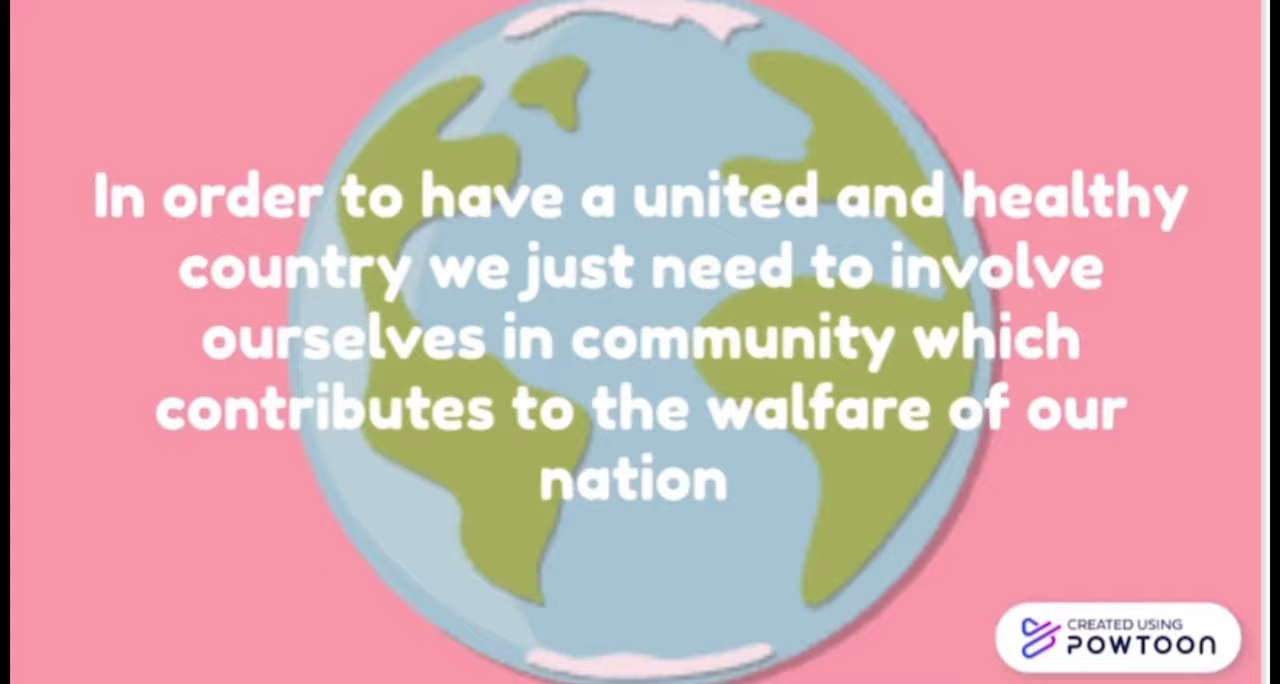 In order to have a united and healthy
country we just need to involve
ourselves in community which
contributes to the walfare of our
nation
CREATED USING
POWTOON